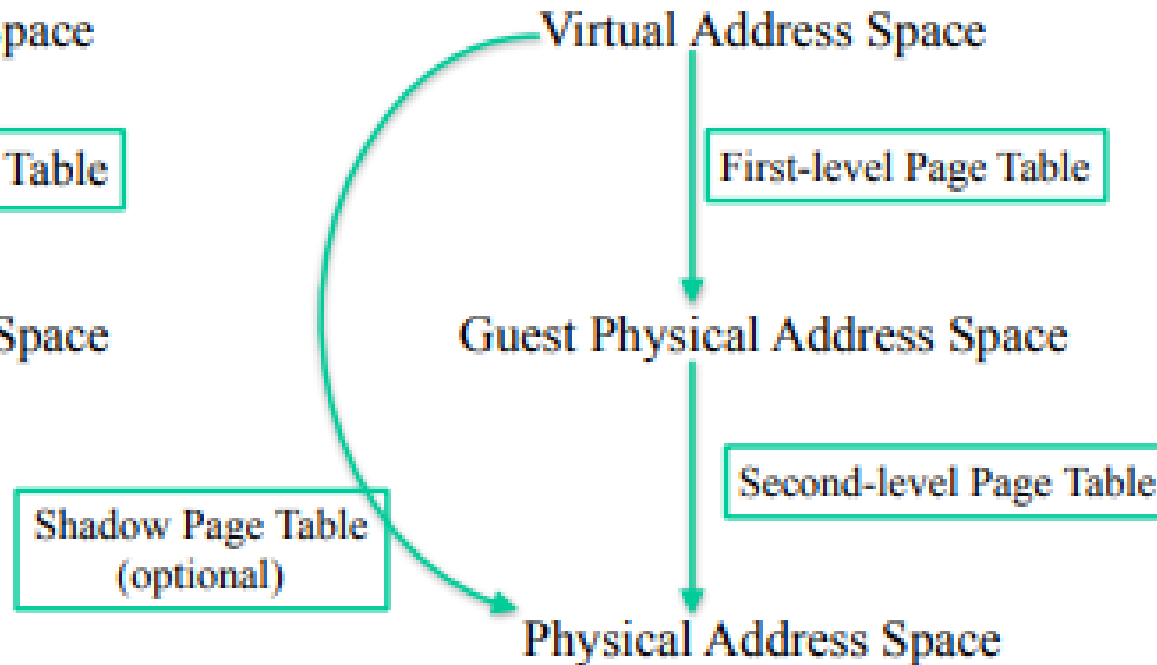 pace
Virtual Address Space
Table
First-level Page Table
Space
Guest Physical Address Space
Second-level Page Table
Shadow Page Table
(optional)
Physical Address Space